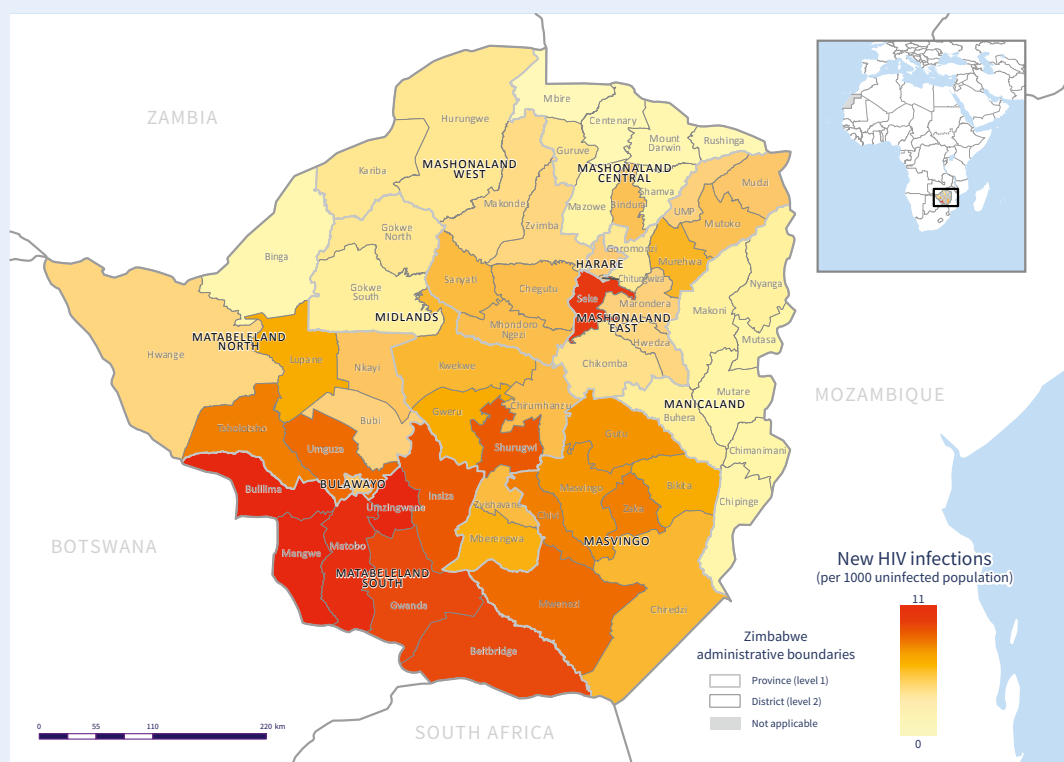 ZAMBIA
Mbire
Hurungwe
Centenary
Mount
Darwin
Rushinga
Guruve
MASHONALAND
WEST
MASHONALAND
CENTRAL
Kariba
Mudzi
Shamva
Makonde
Mazowe
Bindura
UMP
Zvimba
Mutoko
Gokwe
North
Goromonzi
Binga
HARARE
Murehwa
Sanyati
Chegutu
Chitungwiza
Nyanga
Gokwe
South
Seke
Marondera
Makoni
MIDLANDS
MASHONALAND
EAST
Mhondoro
Ngezi
MATABELELAND
NORTH
Hwedza
Mutasa
Hwange
Lupane
Nkayi
Kwekwe
Chikomba
MOZAMBIQUE
Mutare
MANICALAND
Buhera
Gweru
Chirumhanzu
Bubi
Tsholotsho
Umguza
Shurugwi
Gutu
Chimanimani
BULAWAYO
Bulilima
Insiza
Masvingo
Bikita
Umzingwane
Zvishavane
Chivi
Zaka
Chipinge
BOTSWANA
Mangwe
Matobo
Mberengwa
MASVINGO
MATABELELAND
SOUTH
Gwanda
Mwenezi
Chiredzi
Beitbridge
SOUTH AFRICA
New HIV infections
(per 1000 uninfected population)
11
0
Zimbabwe
administrative boundaries
Province (level 1)
District (level 2)
Not applicable
0 55 110 220 km